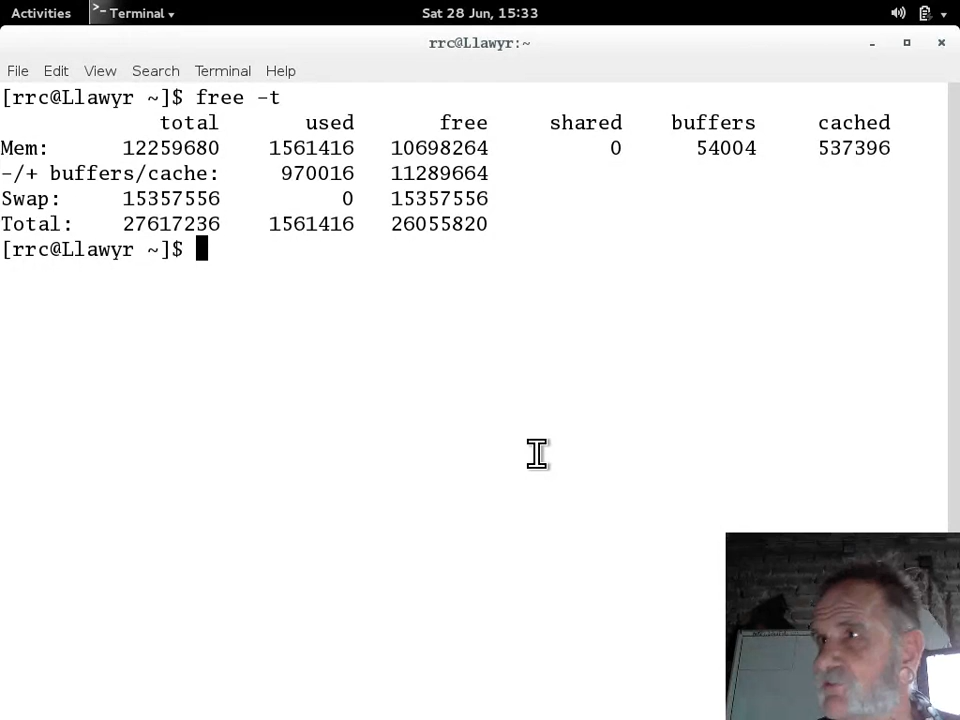 Activities >- Terminal Sat 28 Jun, 15:33
rrc@Llawyr:~
File Edit View Search Terminal Help
[rrc@Llawyr ~]$ free -t
total used free shared buffers cached
Mem: 12259680 1561416 10698264 0 54004 537396
-/+ buffers/cache: 970016 11289664
Swap: 15357556 0 15357556
Total: 27617236 1561416 26055820
[rrc@Llawyr ~]$